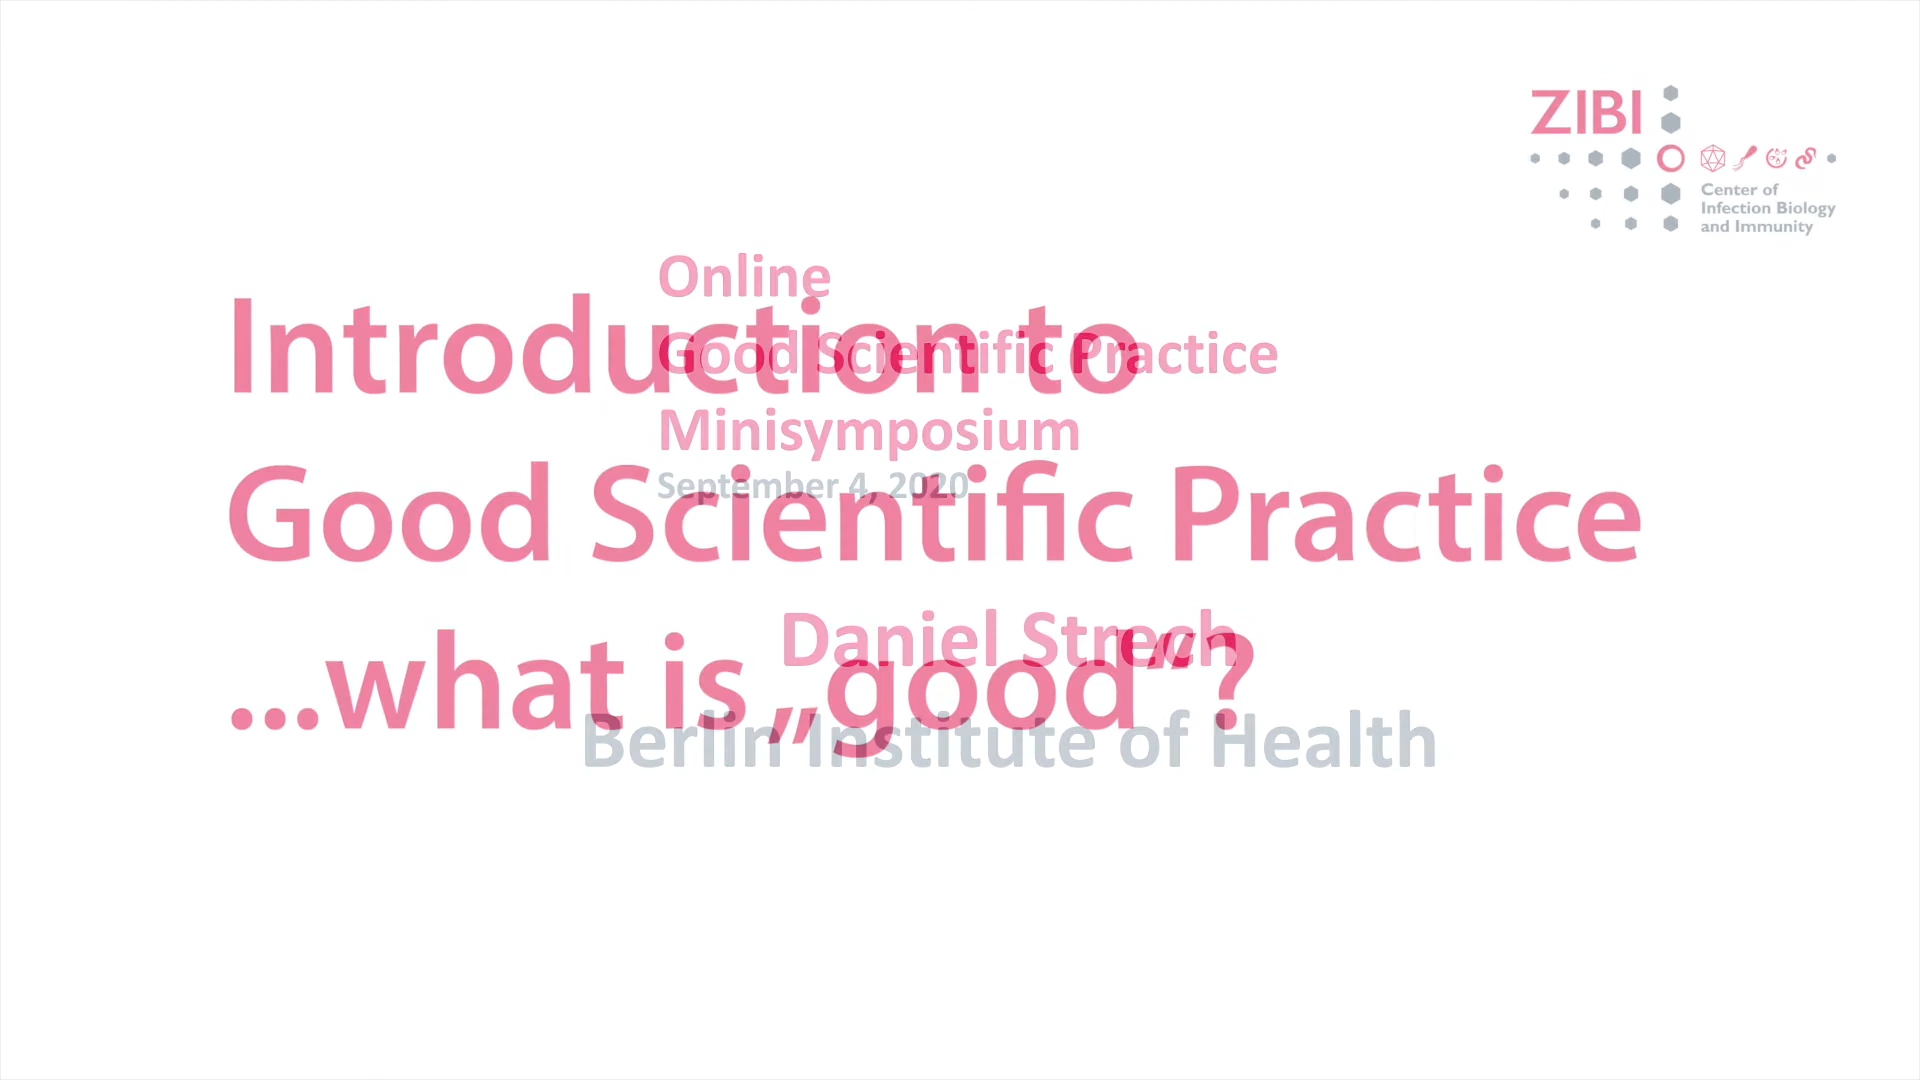 ZIBI
Center of
Infection Biology
and Immunity
Online
Good Scientific Practice
Minisymposium
September 4, 2020
Introduction to
Good Scientific Practice
...what is „good“?
Daniel Strech
Berlin Institute of Health